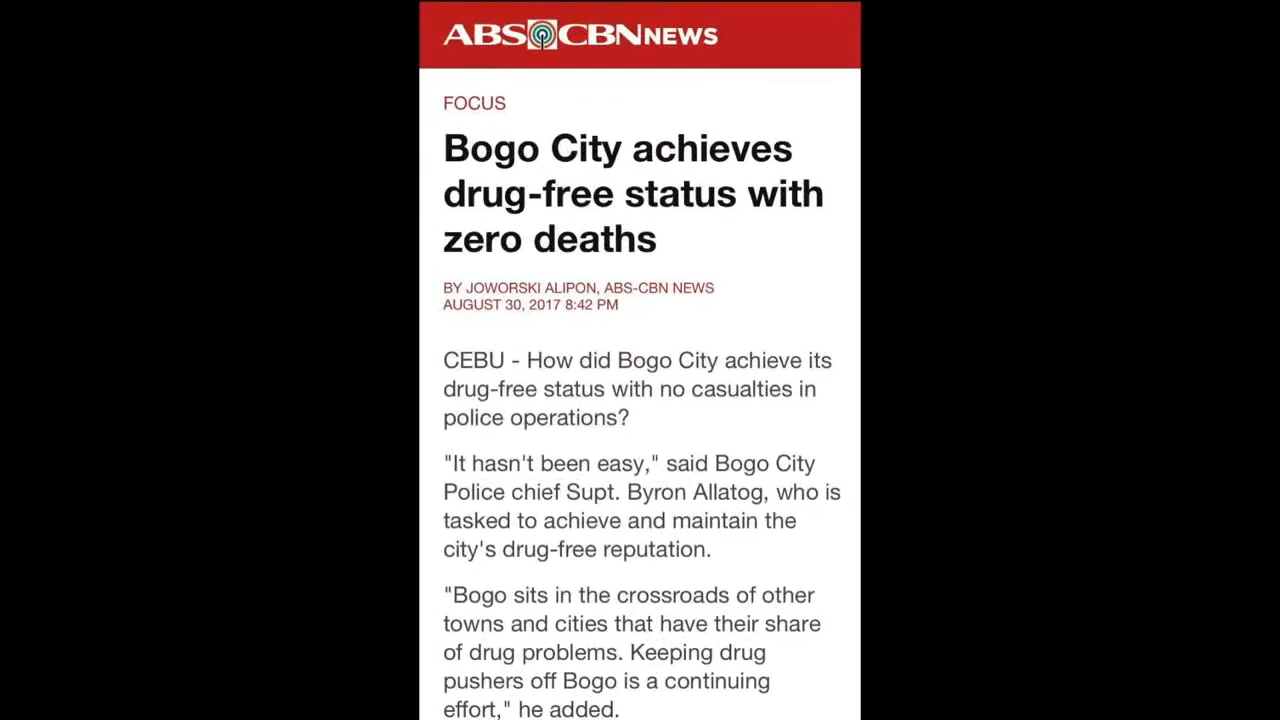 ABS CBN NEWS
FOCUS
Bogo City achieves
drug-free status with
zero deaths
BY JOWORSKI ALIPON, ABS-CBN NEWS
AUGUST 30, 2017 8:42 PM
CEBU - How did Bogo City achieve its
drug-free status with no casualties in
police operations?
"It hasn't been easy," said Bogo City
Police chief Supt. Byron Allatog, who is
tasked to achieve and maintain the
city's drug-free reputation.
"Bogo sits in the crossroads of other
towns and cities that have their share
of drug problems. Keeping drug
pushers off Bogo is a continuing
effort," he added.